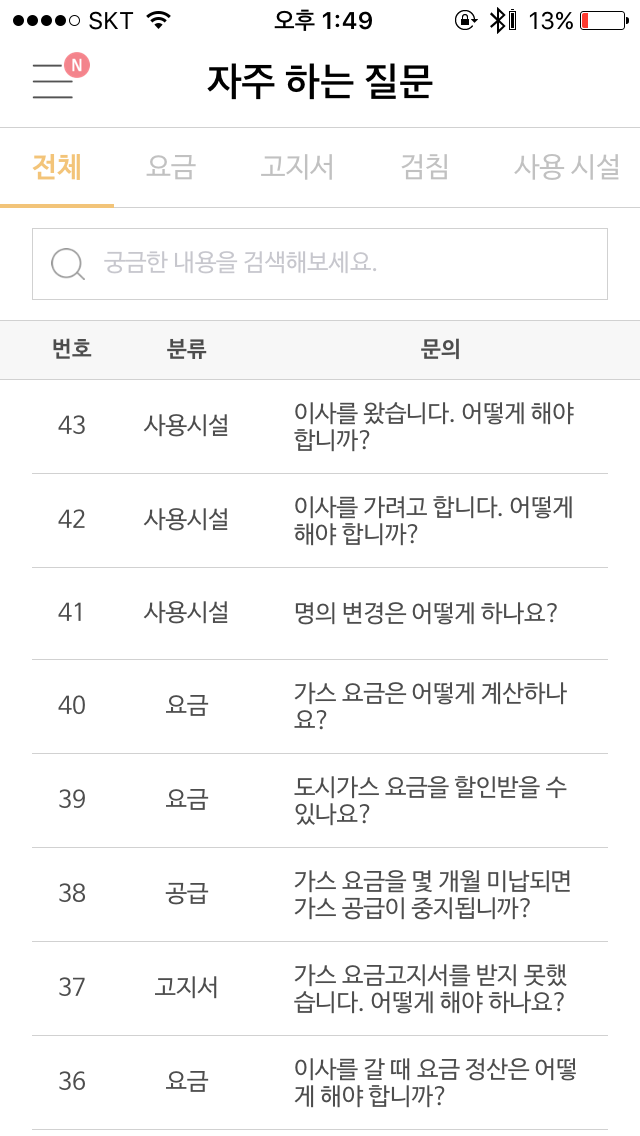 SKT 오후 1:49 13%
N
자주 하는 질문
전체 요금 고지서 검침 사용 시설
궁금한 내용을 검색해보세요.
번호 분류 문의
43 사용시설 이사를 왔습니다. 어떻게 해야
합니까?
42 사용시설 이사를 가려고 합니다. 어떻게
해야 합니까?
41 사용시설 명의 변경은 어떻게 하나요?
40 요금 가스 요금은 어떻게 계산하나
요?
39 요금 도시가스 요금을 할인받을 수
있나요?
38 공급 가스 요금을 몇 개월 미납되면
가스 공급이 중지됩니까?
37 고지서 가스 요금고지서를 받지 못했
습니다. 어떻게 해야 하나요?
36 요금 이사를 갈 때 요금 정산은 어떻
게 해야 합니까?